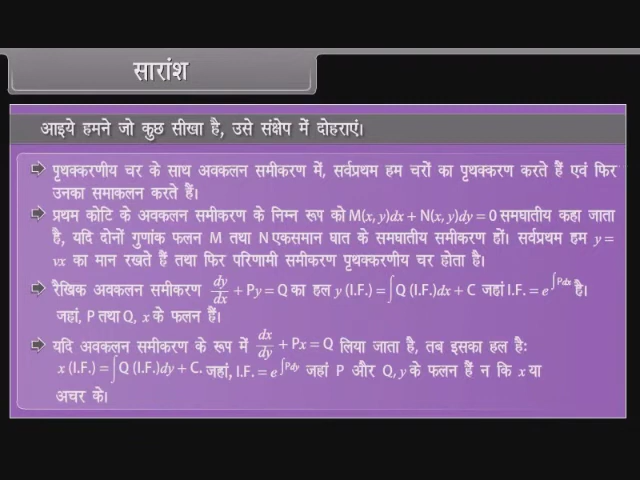 सारांश
आइये हमने जो कुछ सीखा है, उसे संक्षेप में दोहराएं।
पृथक्करणीय चर के साथ अवकलन समीकरण में, सर्वप्रथम हम चरों का पृथक्करण करते हैं एवं फिर
उनका समाकलन करते हैं।
प्रथम कोटि के अवकलन समीकरण के निम्न रूप को M(x, y)dx + N(x, y)dy = 0 समघातीय कहा जाता
है, यदि दोनों गुणांक फलन M तथा N एकसमान घात के समघातीय समीकरण हों। सर्वप्रथम हम y =
vx का मान रखते हैं तथा फिर परिणामी समीकरण पृथक्करणीय चर होता है।
रैखिक अवकलन समीकरण dy/dx + Py = Q का हल y (I.F.) = ∫Q (I.F.)dx + C जहां I.F. = e^∫Pdx है।
जहां, P तथा Q, x के फलन हैं।
यदि अवकलन समीकरण के रूप में dx/dy + Px = Q लिया जाता है, तब इसका हल है:
x (I.F.) = ∫Q (I.F.)dy + C. जहां, I.F. = e^∫Pdy जहां P और Q, y के फलन हैं न कि x या
अचर के।